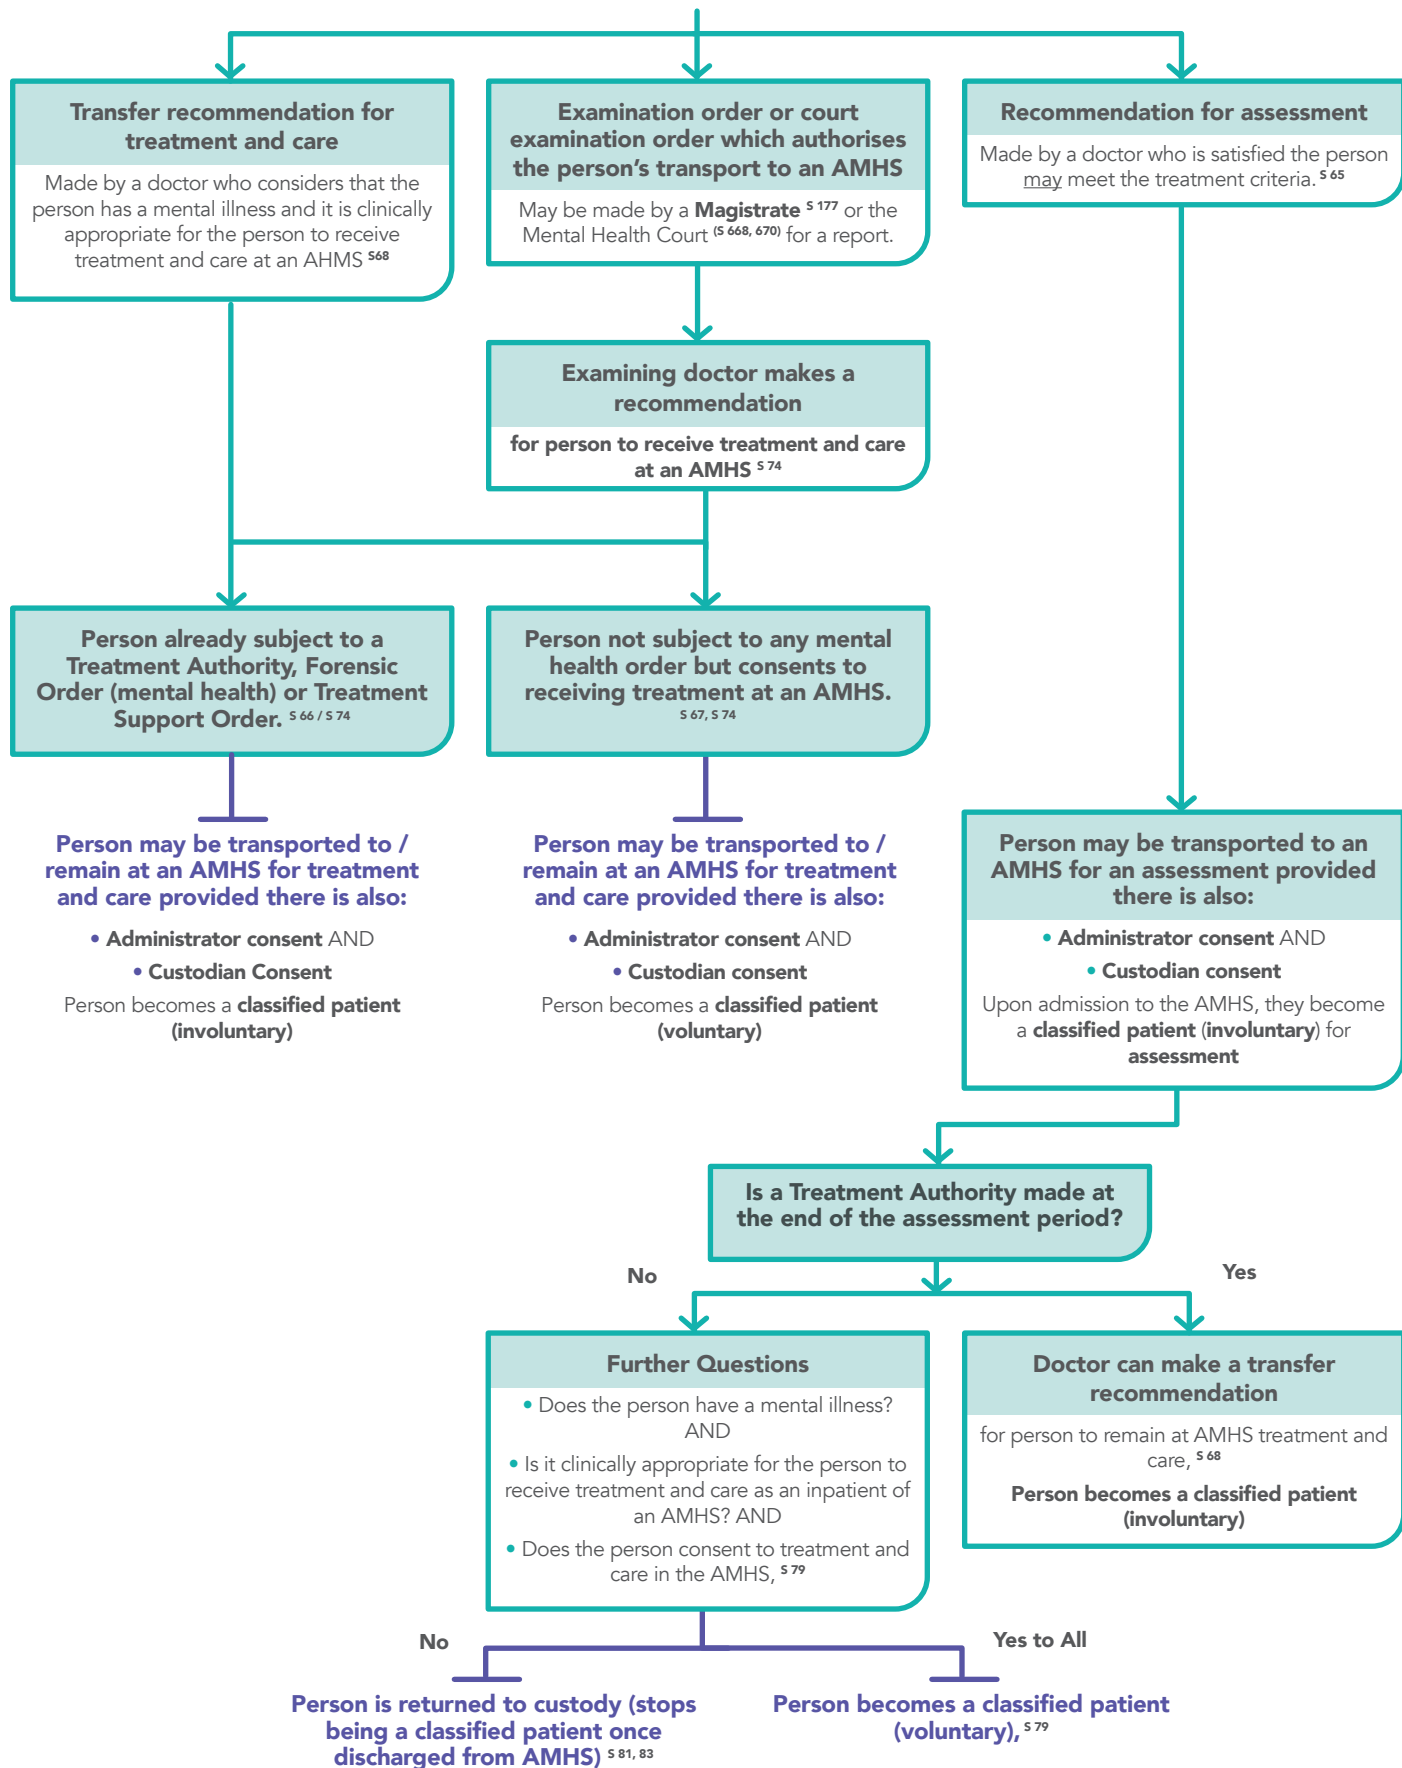 Transfer recommendation for
treatment and care
Made by a doctor who considers that the
person has a mental illness and it is clinically
appropriate for the person to receive
treatment and care at an AHMS S68
Examination order or court
examination order which authorises
the person's transport to an AMHS
May be made by a Magistrate S 177 or the
Mental Health Court (S 668, 670) for a report.
Recommendation for assessment
Made by a doctor who is satisfied the person
may meet the treatment criteria. S 65
Examining doctor makes a
recommendation
for person to receive treatment and care
at an AMHS S 74
Person already subject to a
Treatment Authority, Forensic
Order (mental health) or Treatment
Support Order. S 66 / S 74
Person not subject to any mental
health order but consents to
receiving treatment at an AMHS.
S 67, S 74
Person may be transported to /
remain at an AMHS for treatment
and care provided there is also:
• Administrator consent AND
• Custodian Consent
Person becomes a classified patient
(involuntary)
Person may be transported to /
remain at an AMHS for treatment
and care provided there is also:
• Administrator consent AND
• Custodian consent
Person becomes a classified patient
(voluntary)
Person may be transported to an
AMHS for an assessment provided
there is also:
• Administrator consent AND
• Custodian consent
Upon admission to the AMHS, they become
a classified patient (involuntary) for
assessment
Is a Treatment Authority made at
the end of the assessment period?
No
Yes
Further Questions
• Does the person have a mental illness?
AND
• Is it clinically appropriate for the person to
receive treatment and care as an inpatient of
an AMHS? AND
• Does the person consent to treatment and
care in the AMHS, S 79
Doctor can make a transfer
recommendation
for person to remain at AMHS treatment and
care, S 68
Person becomes a classified patient
(involuntary)
No
Yes to All
Person is returned to custody (stops
being a classified patient once
discharged from AMHS) S 81, 83
Person becomes a classified patient
(voluntary), S 79